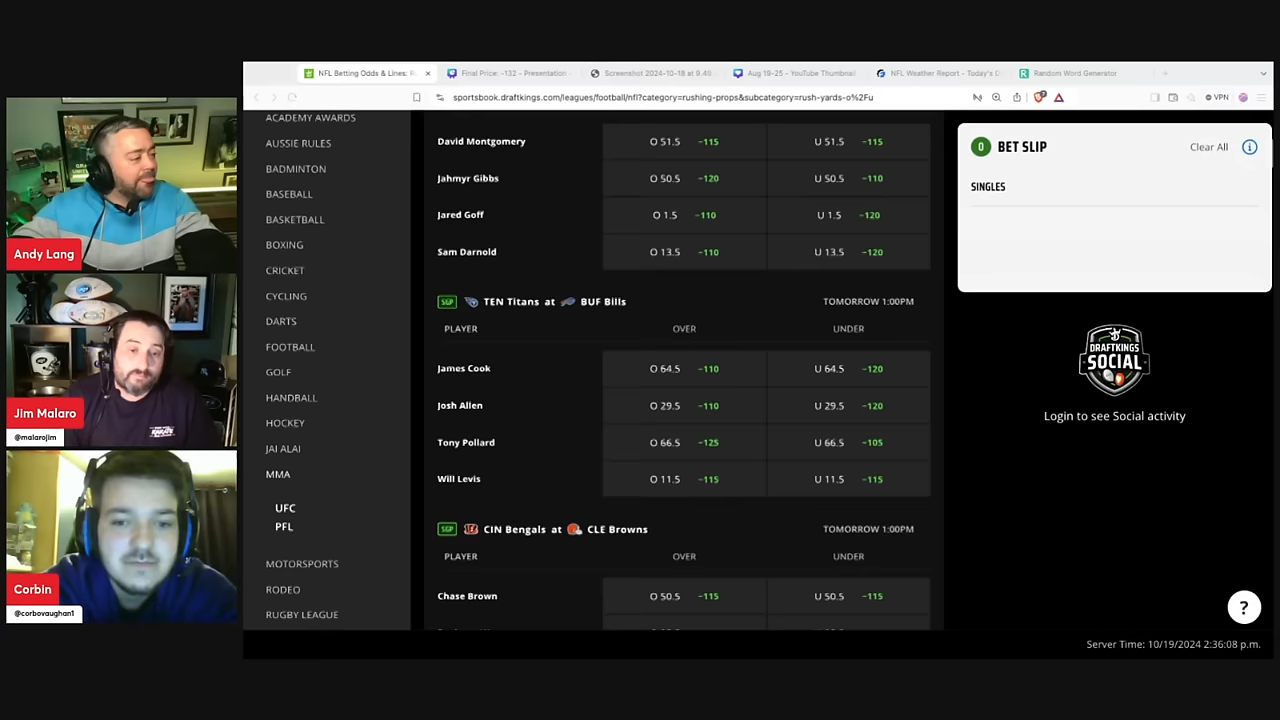 NFL Betting Odds & Lines: R
Final Price: -132 - Presentation
Screenshot 2024-10-18 at 9.49
Aug 19-25 - YouTube Thumbnail
NFL Weather Report - Today's D
Random Word Generator
sportsbook.draftkings.com/leagues/football/nfl?category=rushing-props&subcategory=rush-yards-o%2Fu
VPN
Andy Lang
Jim Malaro
@malarojim
Corbin
@corbovaughan1
ACADEMY AWARDS
AUSSIE RULES
BADMINTON
BASEBALL
BASKETBALL
BOXING
CRICKET
CYCLING
DARTS
FOOTBALL
GOLF
HANDBALL
HOCKEY
JAI ALAI
MMA
UFC
PFL
MOTORSPORTS
RODEO
RUGBY LEAGUE
David Montgomery O 51.5 -115 U 51.5 -115
Jahmyr Gibbs O 50.5 -120 U 50.5 -110
Jared Goff O 1.5 -110 U 1.5 -120
Sam Darnold O 13.5 -110 U 13.5 -120
SGP TEN Titans at BUF Bills TOMORROW 1:00PM
PLAYER OVER UNDER
James Cook O 64.5 -110 U 64.5 -120
Josh Allen O 29.5 -110 U 29.5 -120
Tony Pollard O 66.5 -125 U 66.5 -105
Will Levis O 11.5 -115 U 11.5 -115
SGP CIN Bengals at CLE Browns TOMORROW 1:00PM
PLAYER OVER UNDER
Chase Brown O 50.5 -115 U 50.5 -115
0 BET SLIP Clear All
SINGLES
DRAFTKINGS
SOCIAL
Login to see Social activity
?
Server Time: 10/19/2024 2:36:08 p.m.